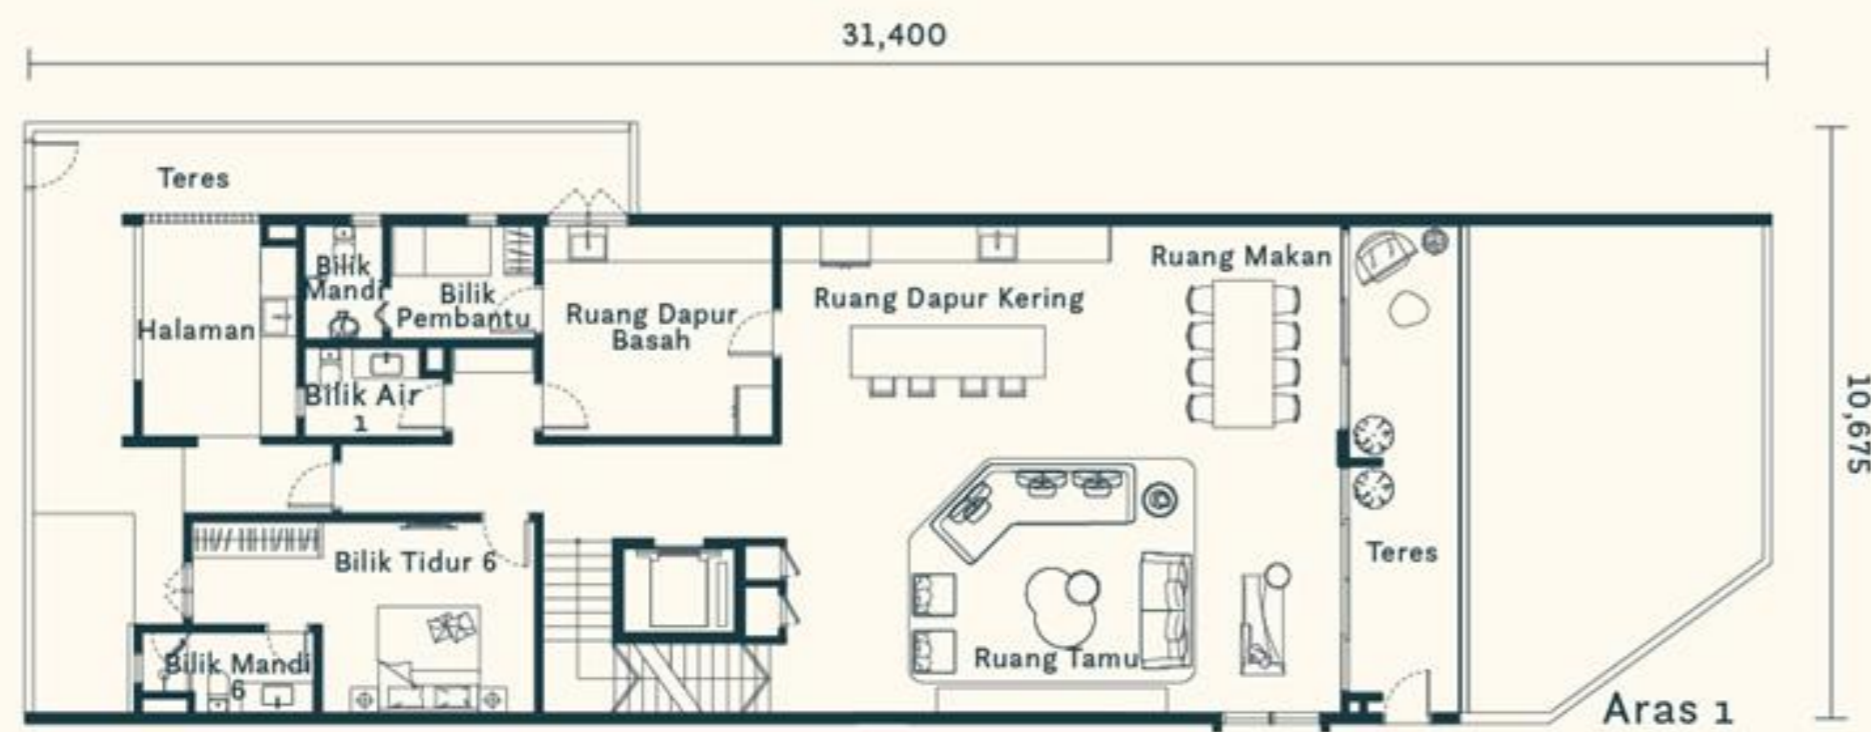 31,400
Teres
Bilik
Mandi
7
Bilik
Pembantu
Halaman
Ruang Dapur
Basah
Ruang Dapur Kering
Ruang Makan
10,675
Bilik Air
1
Bilik Tidur 6
Teres
Bilik Mandi
6
Ruang Tamu
Aras 1